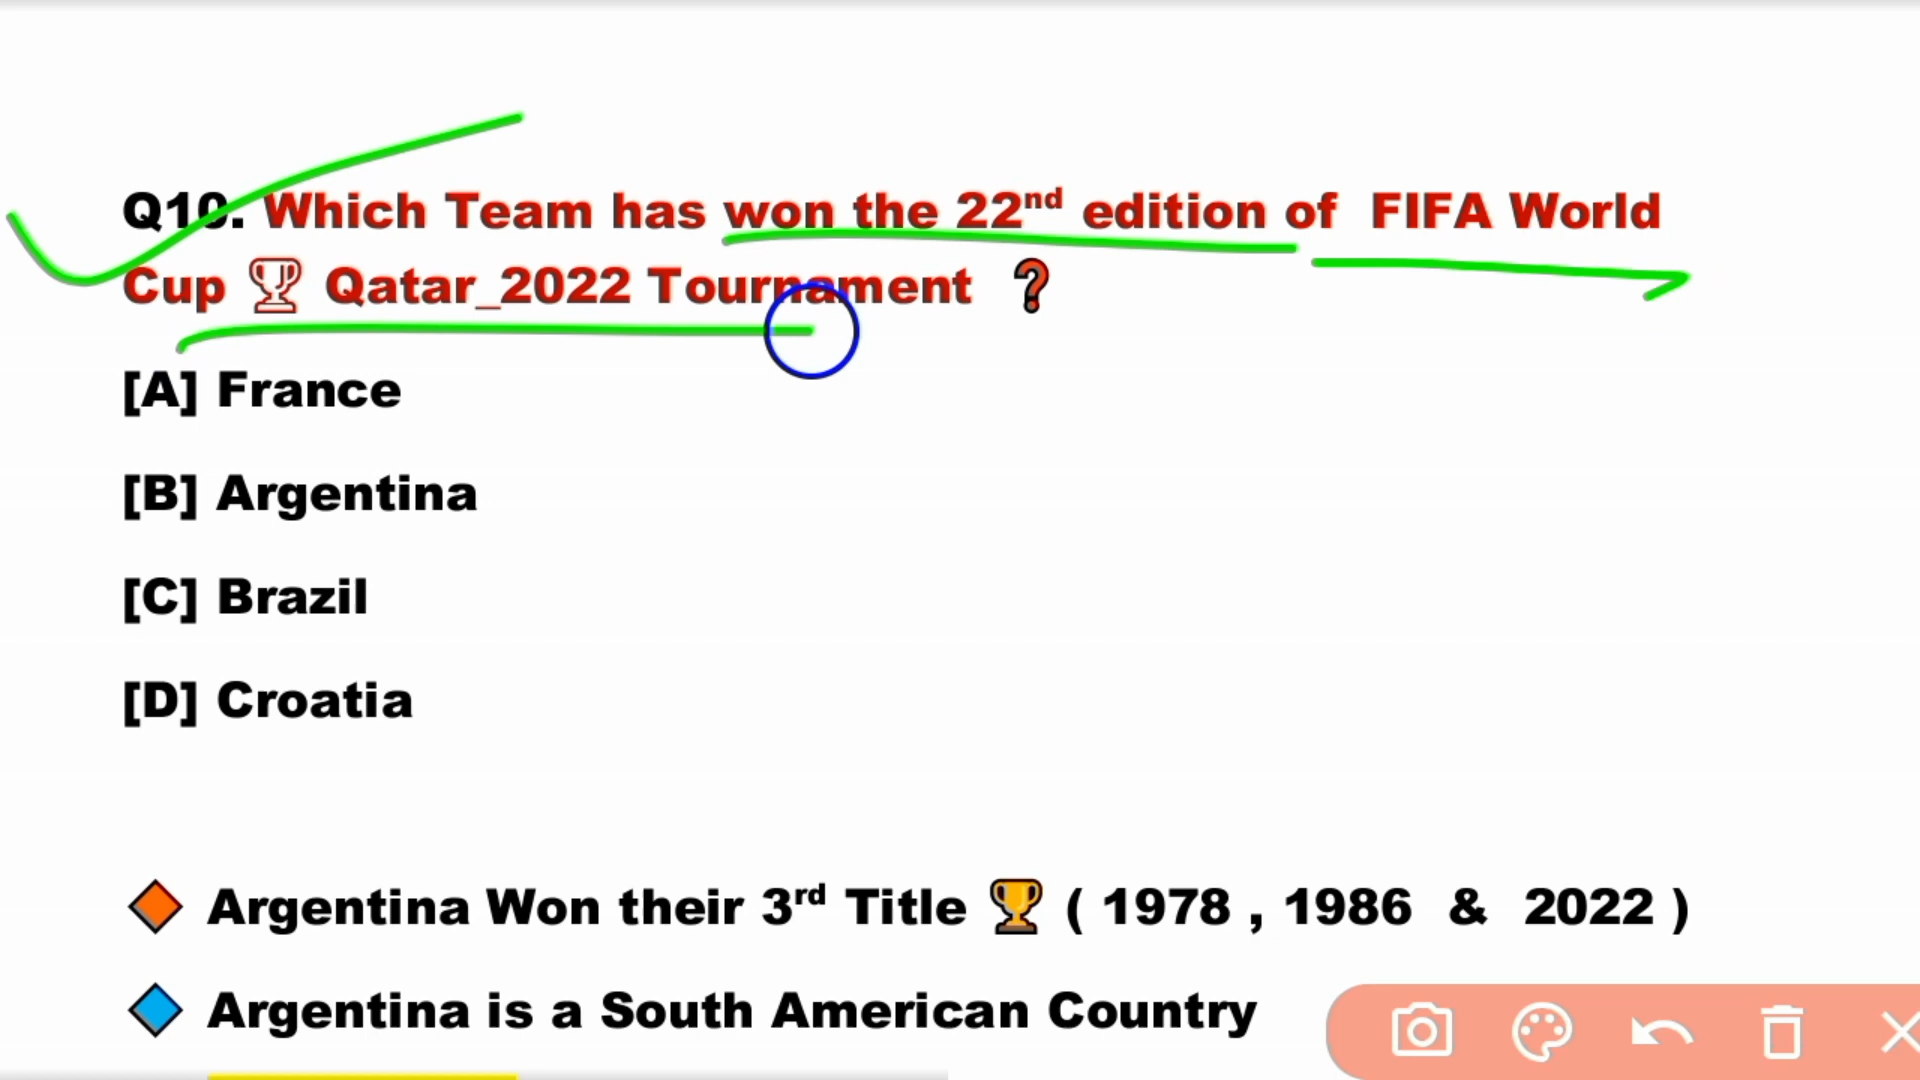 Q10. Which Team has won the 22nd edition of FIFA World
Cup 🏆 Qatar_2022 Tournament ❓
[A] France
[B] Argentina
[C] Brazil
[D] Croatia
🔶 Argentina Won their 3rd Title 🏆 ( 1978 , 1986 & 2022 )
🔷 Argentina is a South American Country